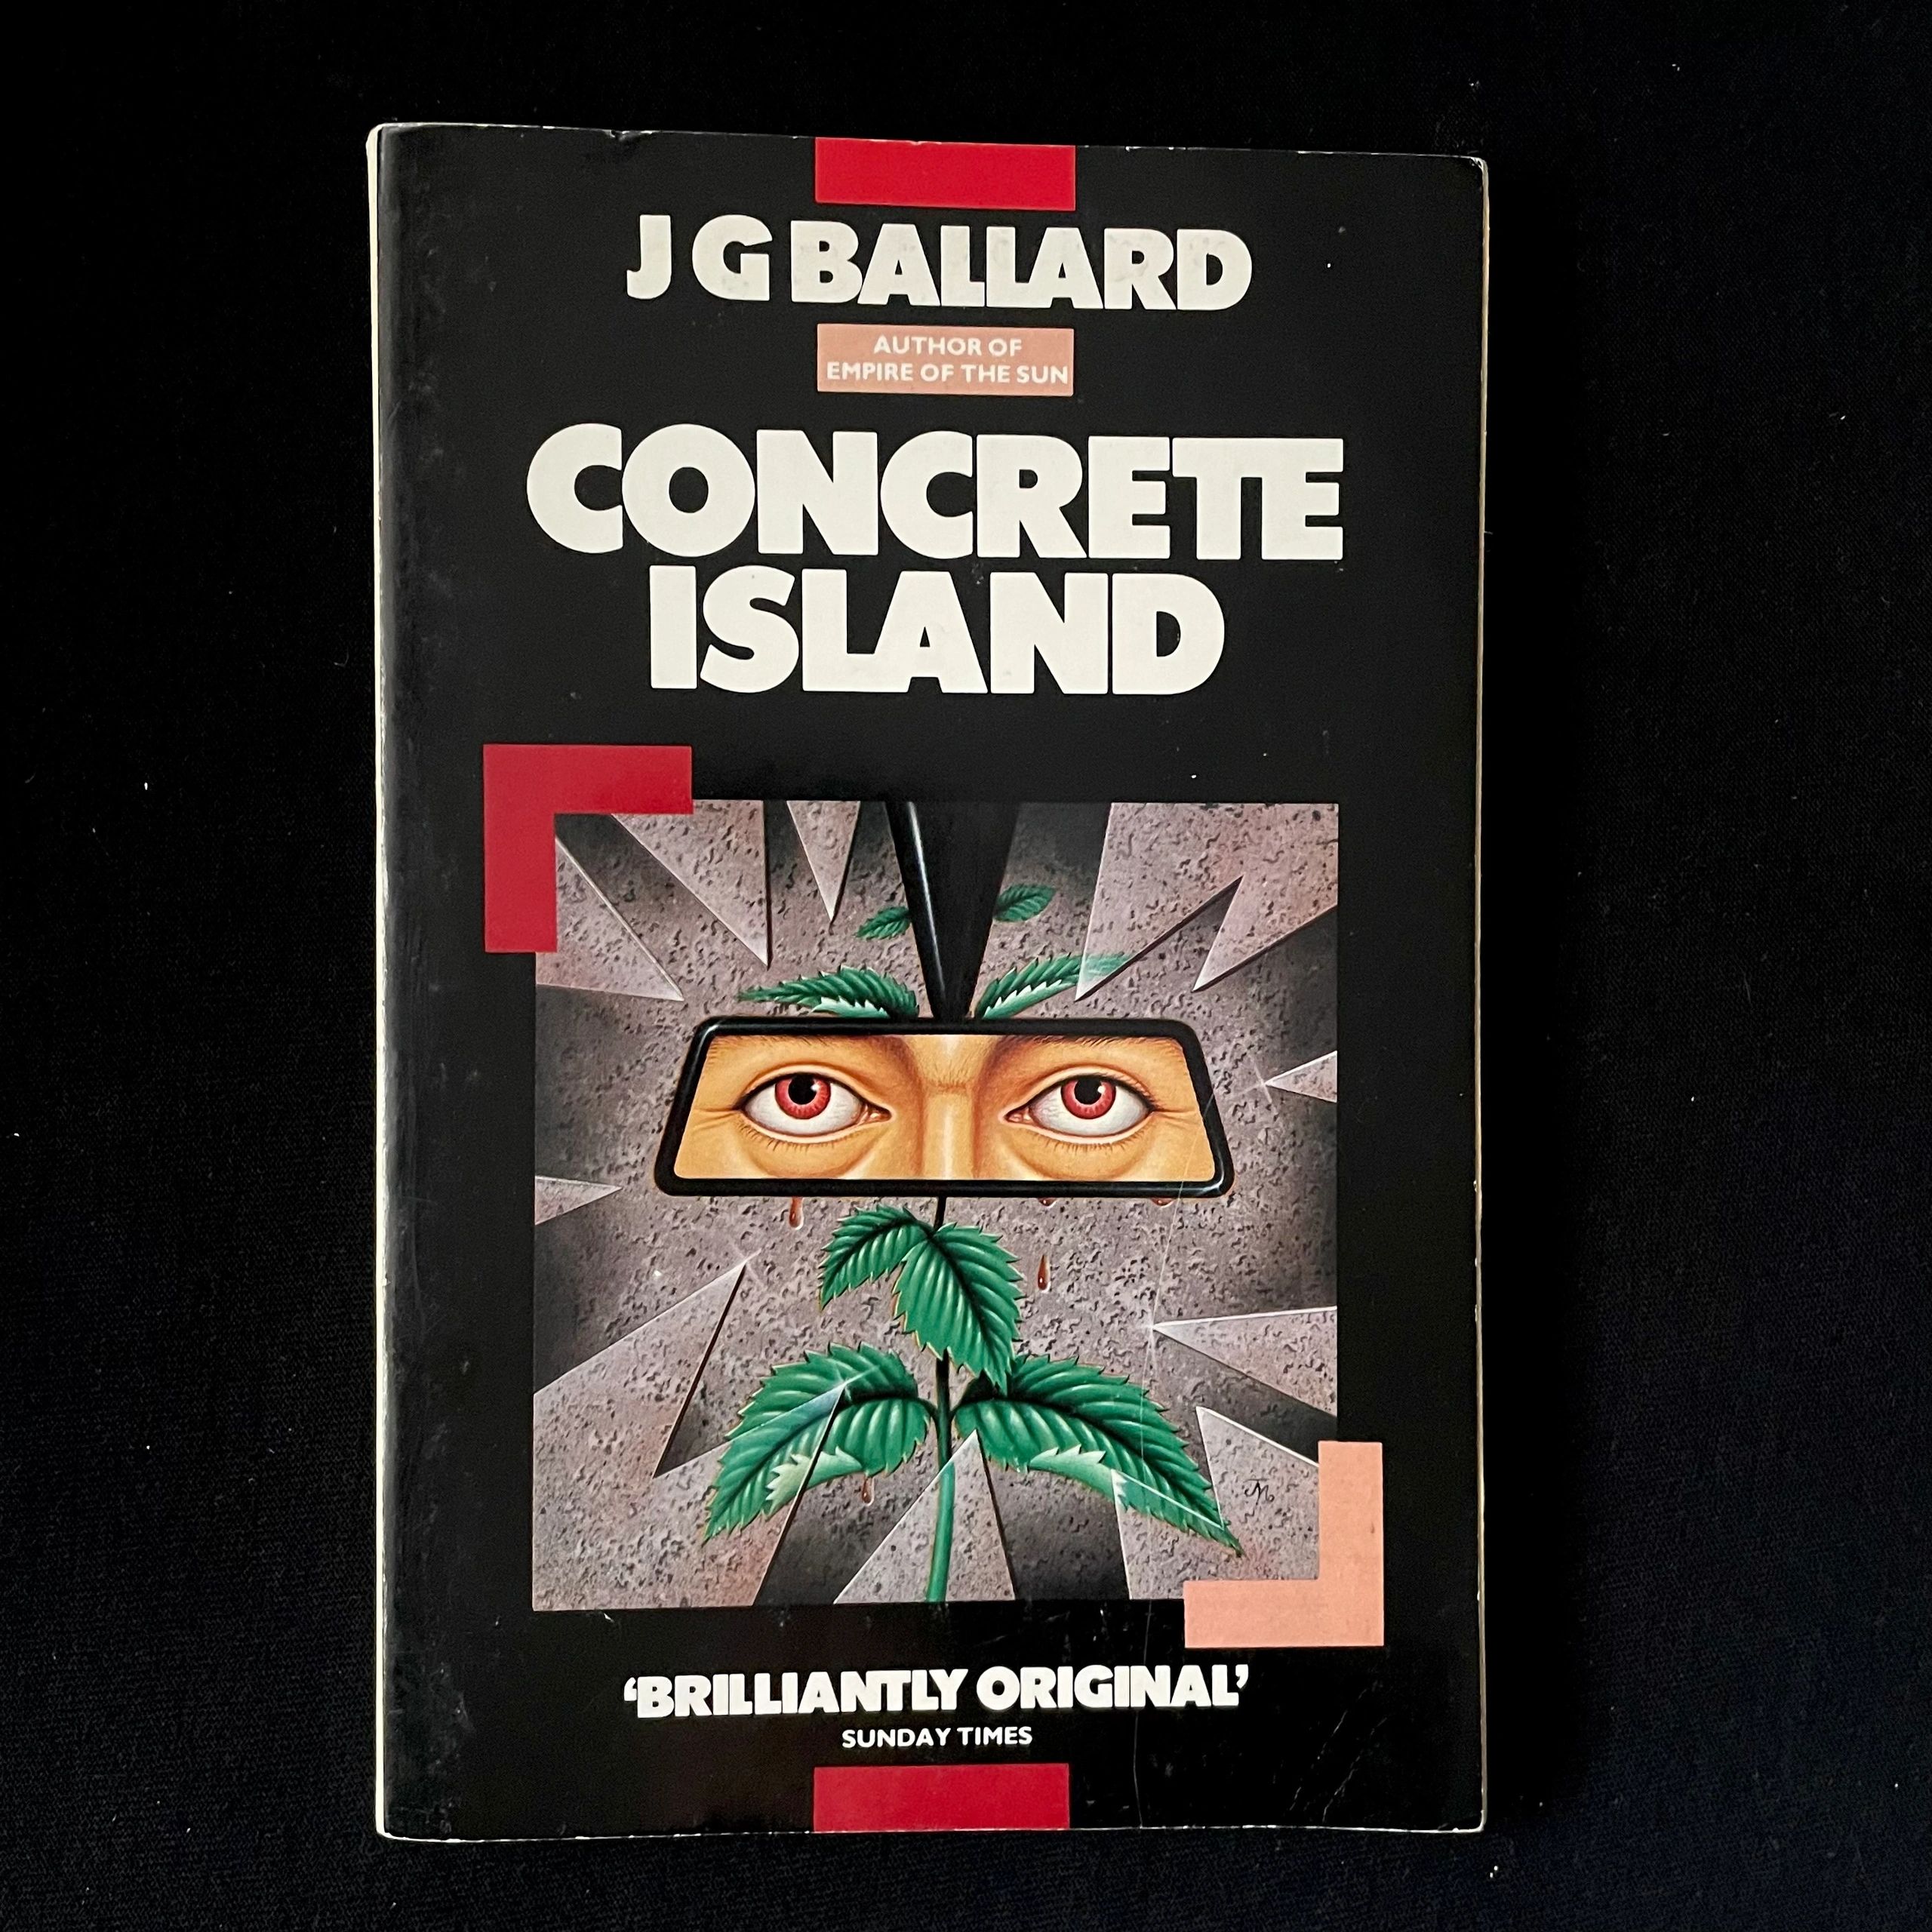 J G BALLARD
AUTHOR OF
EMPIRE OF THE SUN
CONCRETE
ISLAND
‘BRILLIANTLY ORIGINAL’
SUNDAY TIMES